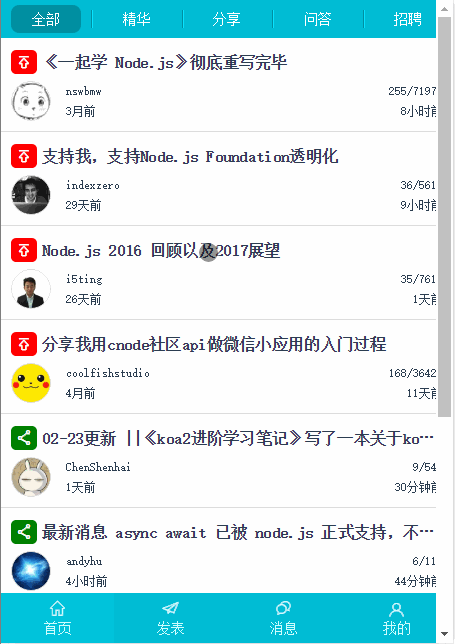 全部 精华 分享 问答 招聘
《一起学 Node.js》彻底重写完毕
nswbmw 255/7197
3月前 8小时前
支持我，支持Node.js Foundation透明化
indexzero 36/561
29天前 9小时前
Node.js 2016 回顾以及2017展望
i5ting 35/761
26天前 1天前
分享我用cnode社区api做微信小应用的入门过程
coolfishstudio 168/3642
4月前 11天前
02-23更新 ||《koa2进阶学习笔记》写了一本关于ko…
ChenShenhai 9/54
1天前 30分钟前
最新消息 async await 已被 node.js 正式支持，不…
andyhu 6/11
4小时前 44分钟前
首页 发表 消息 我的